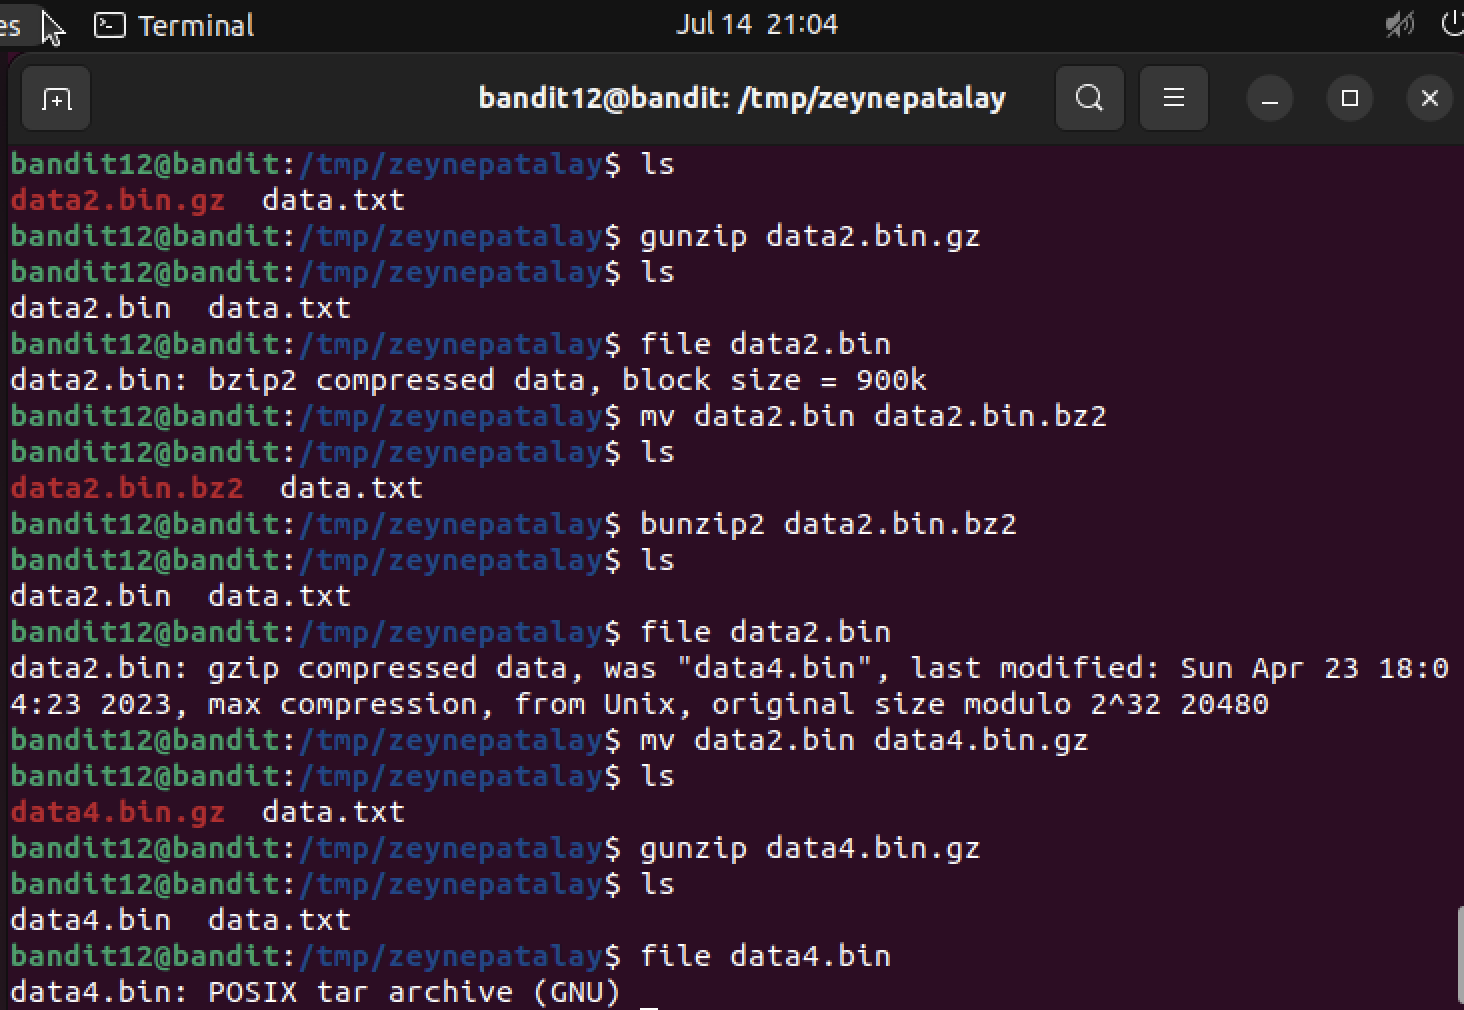 es Terminal Jul 14 21:04
bandit12@bandit: /tmp/zeynepatalay
bandit12@bandit:/tmp/zeynepatalay$ ls
data2.bin.gz  data.txt
bandit12@bandit:/tmp/zeynepatalay$ gunzip data2.bin.gz
bandit12@bandit:/tmp/zeynepatalay$ ls
data2.bin  data.txt
bandit12@bandit:/tmp/zeynepatalay$ file data2.bin
data2.bin: bzip2 compressed data, block size = 900k
bandit12@bandit:/tmp/zeynepatalay$ mv data2.bin data2.bin.bz2
bandit12@bandit:/tmp/zeynepatalay$ ls
data2.bin.bz2  data.txt
bandit12@bandit:/tmp/zeynepatalay$ bunzip2 data2.bin.bz2
bandit12@bandit:/tmp/zeynepatalay$ ls
data2.bin  data.txt
bandit12@bandit:/tmp/zeynepatalay$ file data2.bin
data2.bin: gzip compressed data, was "data4.bin", last modified: Sun Apr 23 18:0
4:23 2023, max compression, from Unix, original size modulo 2^32 20480
bandit12@bandit:/tmp/zeynepatalay$ mv data2.bin data4.bin.gz
bandit12@bandit:/tmp/zeynepatalay$ ls
data4.bin.gz  data.txt
bandit12@bandit:/tmp/zeynepatalay$ gunzip data4.bin.gz
bandit12@bandit:/tmp/zeynepatalay$ ls
data4.bin  data.txt
bandit12@bandit:/tmp/zeynepatalay$ file data4.bin
data4.bin: POSIX tar archive (GNU)